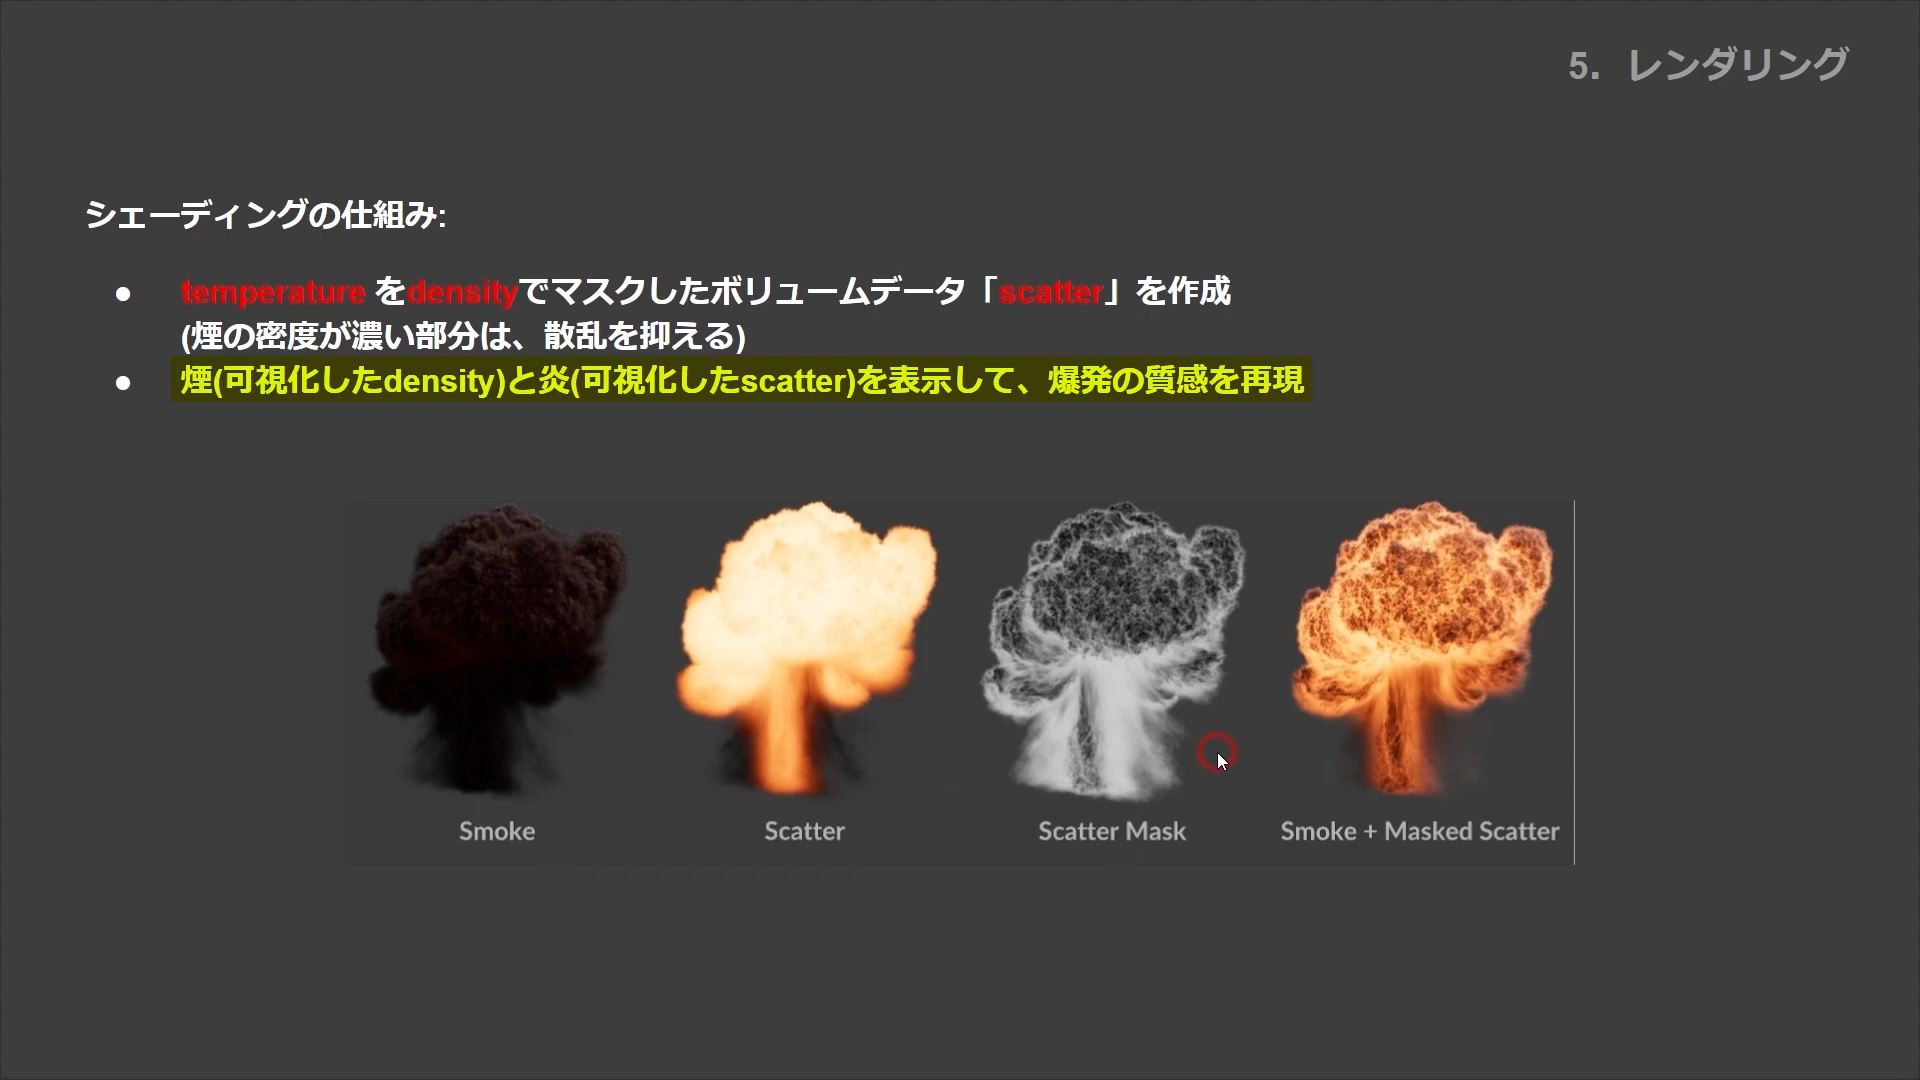 5. レンダリング
シェーディングの仕組み:
● temperature をdensityでマスクしたボリュームデータ「scatter」を作成
(煙の密度が濃い部分は、散乱を抑える)
● 煙(可視化したdensity)と炎(可視化したscatter)を表示して、爆発の質感を再現
Smoke Scatter Scatter Mask Smoke + Masked Scatter